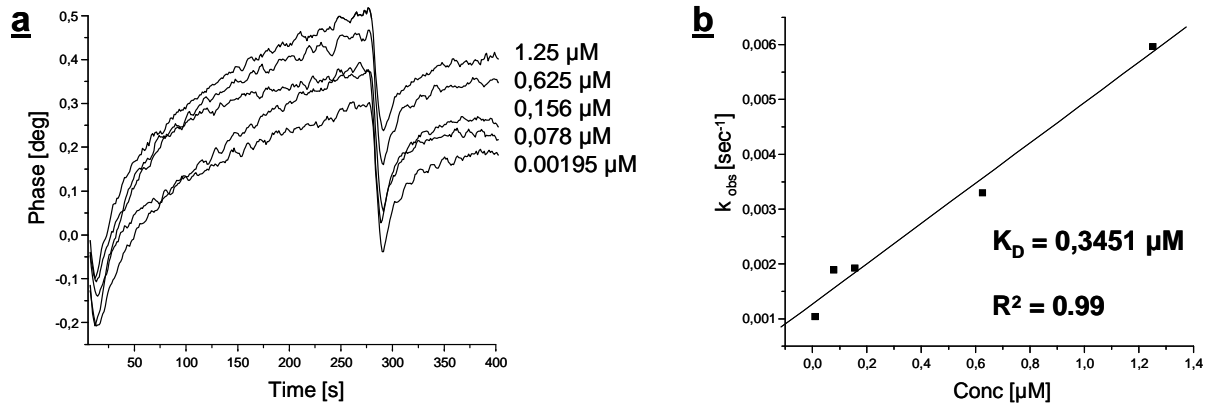 a
0,5
0,4
0,3
0,2
0,1
0,0
-0,1
-0,2
Phase [deg]
50 100 150 200 250 300 350 400
Time [s]
1.25 µM
0,625 µM
0,156 µM
0,078 µM
0.00195 µM
b
0,006
0,005
0,004
0,003
0,002
0,001
k obs [sec-1]
0,0 0,2 0,4 0,6 0,8 1,0 1,2 1,4
Conc [µM]
KD = 0,3451 µM
R2 = 0.99